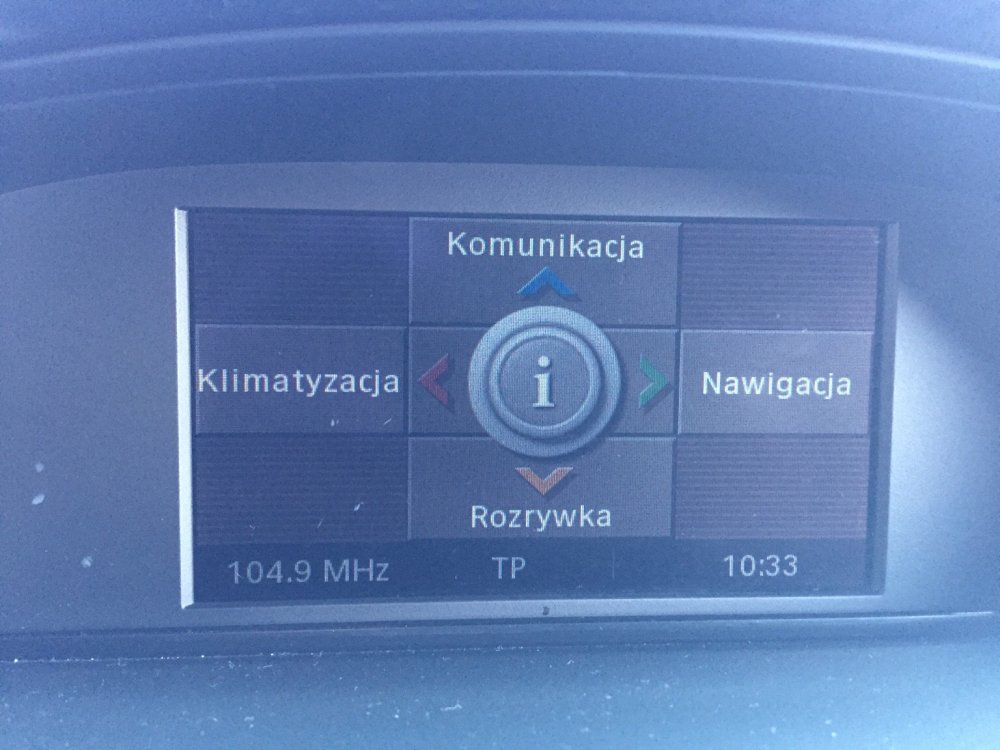 Komunikacja
Klimatyzacja
i
Nawigacja
Rozrywka
104.9 MHz TP 10:33